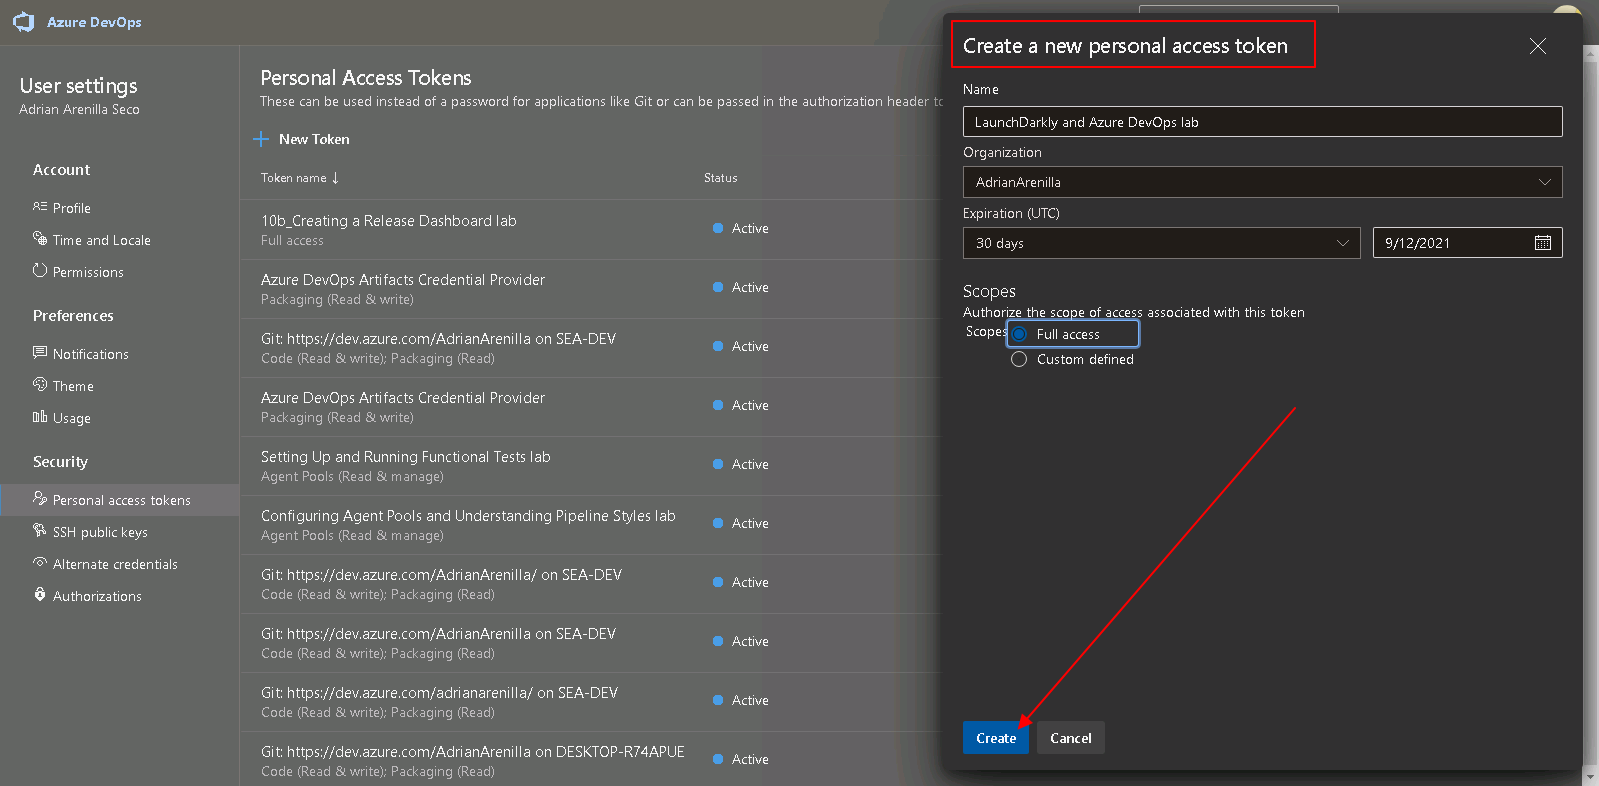 Azure DevOps
User settings
Adrian Arenilla Seco
Account
Profile
Time and Locale
Permissions
Preferences
Notifications
Theme
Usage
Security
Personal access tokens
SSH public keys
Alternate credentials
Authorizations
Personal Access Tokens
These can be used instead of a password for applications like Git or can be passed in the authorization header to
New Token
Token name ↓ Status
10b_Creating a Release Dashboard lab
Full access
Active
Azure DevOps Artifacts Credential Provider
Packaging (Read & write)
Active
Git: https://dev.azure.com/AdrianArenilla on SEA-DEV
Code (Read & write); Packaging (Read)
Active
Azure DevOps Artifacts Credential Provider
Packaging (Read & write)
Active
Setting Up and Running Functional Tests lab
Agent Pools (Read & manage)
Active
Configuring Agent Pools and Understanding Pipeline Styles lab
Agent Pools (Read & manage)
Active
Git: https://dev.azure.com/AdrianArenilla/ on SEA-DEV
Code (Read & write); Packaging (Read)
Active
Git: https://dev.azure.com/AdrianArenilla on SEA-DEV
Code (Read & write); Packaging (Read)
Active
Git: https://dev.azure.com/adrianarenilla/ on SEA-DEV
Code (Read & write); Packaging (Read)
Active
Git: https://dev.azure.com/AdrianArenilla on DESKTOP-R74APUE
Code (Read & write); Packaging (Read)
Active
Create a new personal access token
Name
LaunchDarkly and Azure DevOps lab
Organization
AdrianArenilla
Expiration (UTC)
30 days 9/12/2021
Scopes
Authorize the scope of access associated with this token
Scopes Full access
Custom defined
Create Cancel